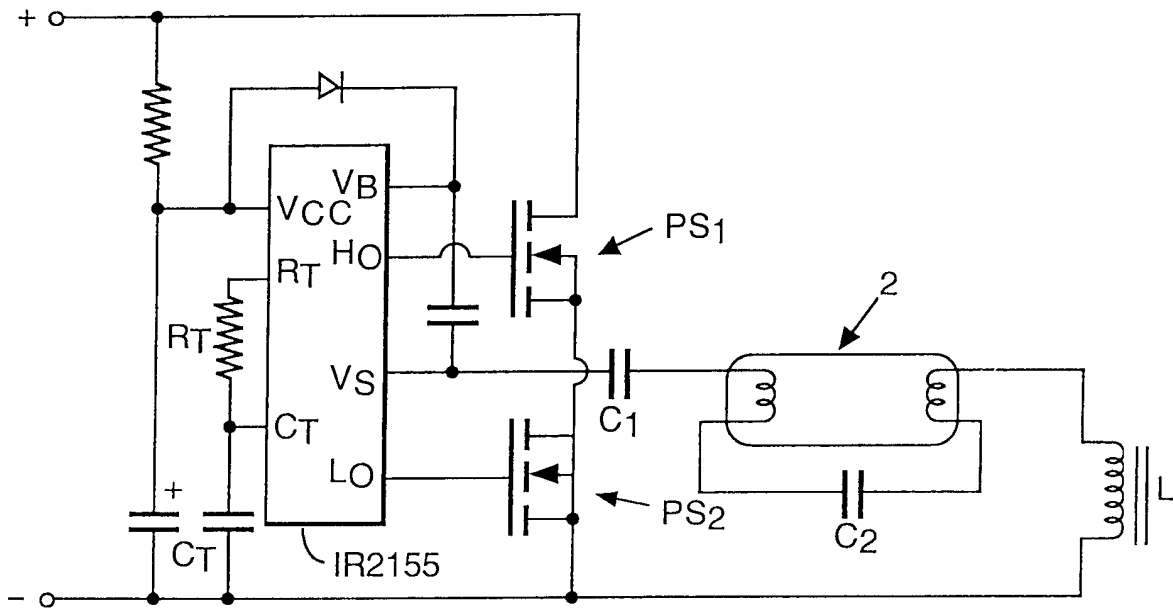 +
VB
VCC
HO
PS1
RT
2
RT
VS
C1
CT
LO
L
+
PS2
C2
CT
IR2155
-